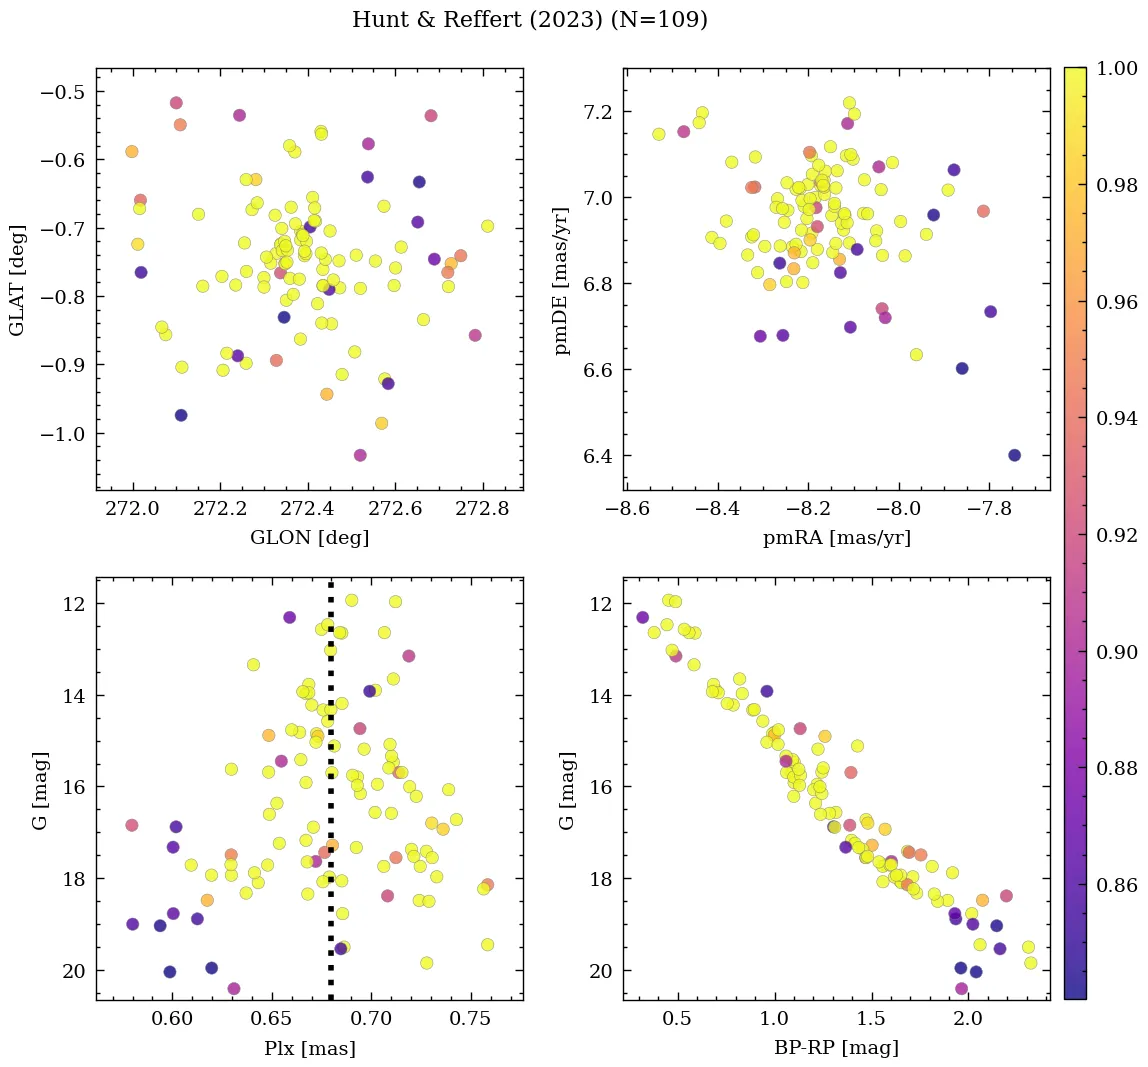 Hunt & Reffert (2023) (N=109)
−0.5
−0.6
−0.7
−0.8
−0.9
−1.0
GLAT [deg]
272.0 272.2 272.4 272.6 272.8
GLON [deg]
7.2
7.0
6.8
6.6
6.4
pmDE [mas/yr]
−8.6 −8.4 −8.2 −8.0 −7.8
pmRA [mas/yr]
12
14
16
18
20
G [mag]
0.60 0.65 0.70 0.75
Plx [mas]
12
14
16
18
20
G [mag]
0.5 1.0 1.5 2.0
BP-RP [mag]
1.00
0.98
0.96
0.94
0.92
0.90
0.88
0.86